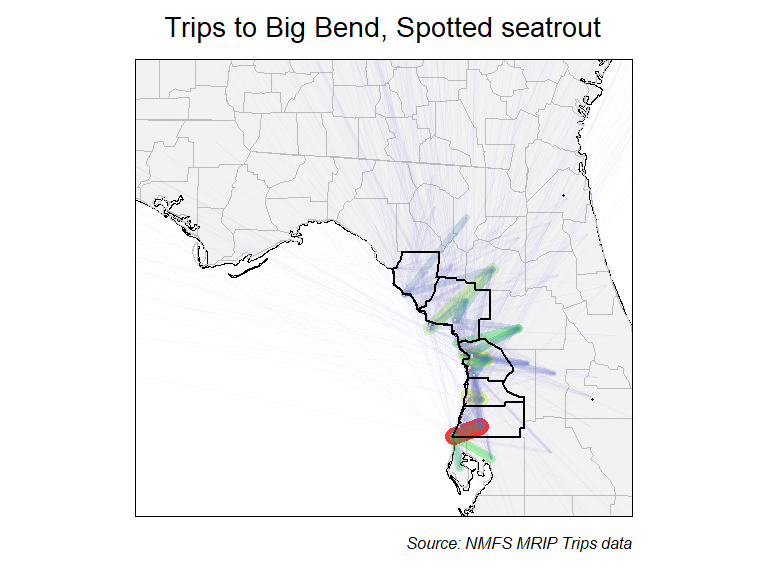 Trips to Big Bend, Spotted seatrout
Source: NMFS MRIP Trips data